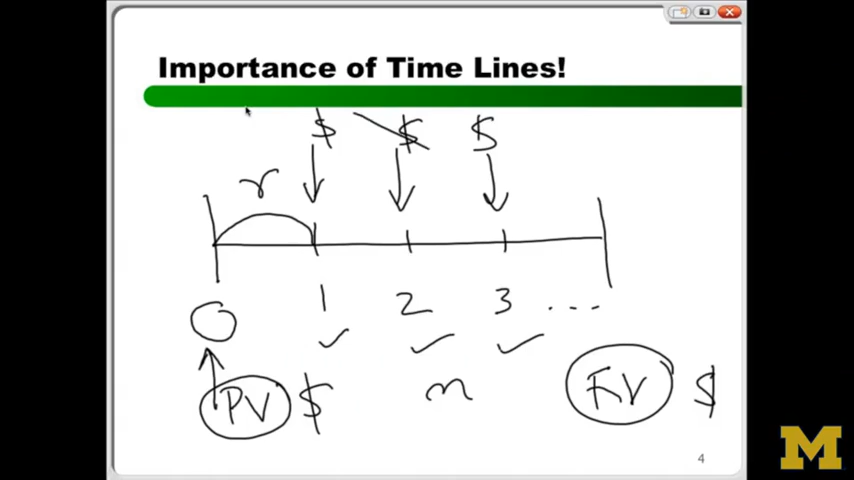 Importance of Time Lines!
$ $ $
r
0 1 2 3 ...
PV $ n FV $
4
M